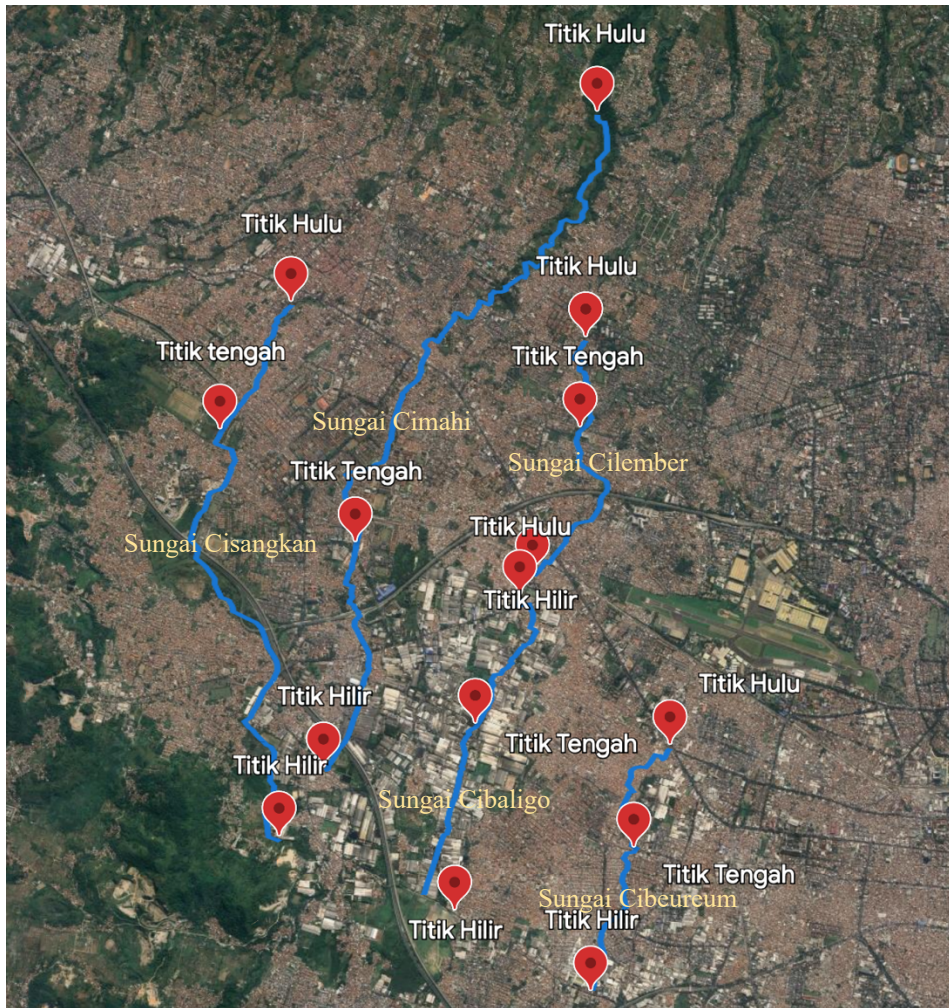 Titik Hulu
Titik Hulu
Titik Hulu
Titik tengah
Titik Tengah
Sungai Cimahi
Sungai Cilember
Titik Tengah
Titik Hulu
Sungai Cisangkan
Titik Hilir
Titik Hulu
Titik Hilir
Titik Tengah
Titik Hilir
Sungai Cibaligo
Titik Tengah
Sungai Cibeureum
Titik Hilir
Titik Hilir